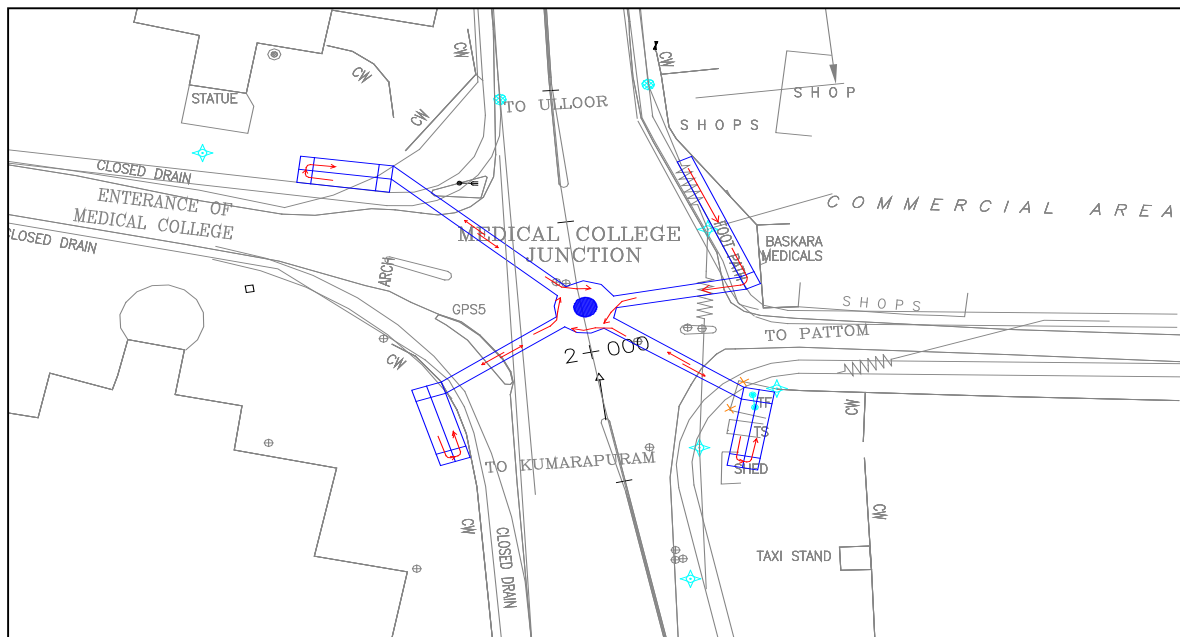 CW
CW
CW
TO ULLOOR
SHOP
STATUE
CW
SHOPS
CLOSED DRAIN
ENTERANCE OF
MEDICAL COLLEGE
COMMERCIAL AREA
CLOSED DRAIN
MEDICAL COLLEGE
JUNCTION
FOOT PATH
BASKARA
MEDICALS
ARCH
GPS5
SHOPS
TO PATTOM
2+000
CW
TF
CW
TS
TO KUMARAPURAM
SHED
CW
CW
CLOSED DRAIN
TAXI STAND